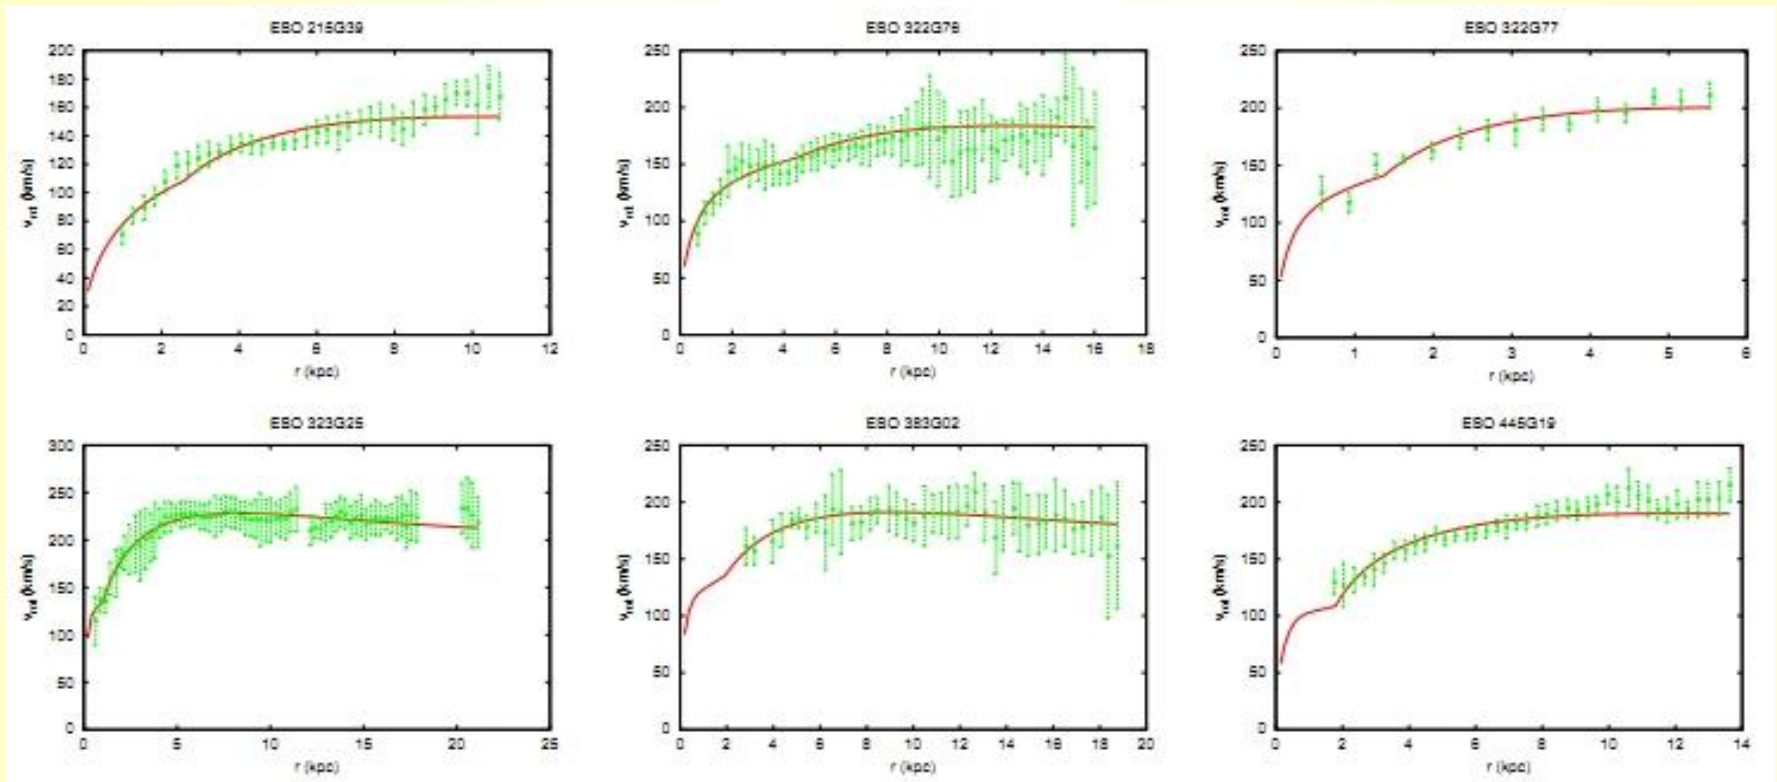 ESO 215G39
200
180
160
140
120
100
80
60
40
20
0
v_rot (km/s)
0 2 4 6 8 10 12
r (kpc)
ESO 322G76
250
200
150
100
50
0
v_rot (km/s)
0 2 4 6 8 10 12 14 16 18
r (kpc)
ESO 322G77
250
200
150
100
50
0
v_rot (km/s)
0 1 2 3 4 5 6
r (kpc)
ESO 323G25
300
250
200
150
100
50
0
v_rot (km/s)
0 5 10 15 20 25
r (kpc)
ESO 383G02
250
200
150
100
50
0
v_rot (km/s)
0 2 4 6 8 10 12 14 16 18 20
r (kpc)
ESO 445G19
250
200
150
100
50
0
v_rot (km/s)
0 2 4 6 8 10 12 14
r (kpc)